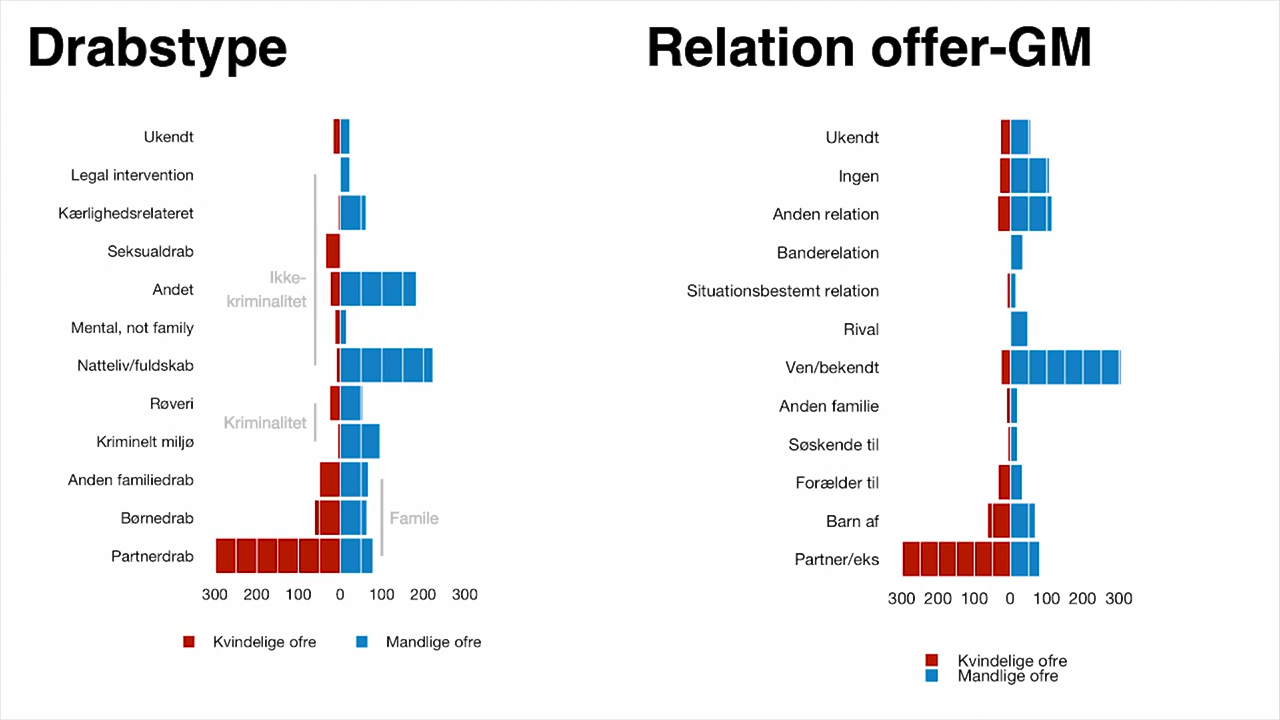 Drabstype
Ukendt
Legal intervention
Kærlighedsrelateret
Seksualdrab
Andet
Mental, not family
Natteliv/fuldskab
Røveri
Kriminelt miljø
Anden familiedrab
Børnedrab
Partnerdrab
Ikke-
kriminalitet
Kriminalitet
Famile
300 200 100 0 100 200 300
Kvindelige ofre Mandlige ofre
Relation offer-GM
Ukendt
Ingen
Anden relation
Banderelation
Situationsbestemt relation
Rival
Ven/bekendt
Anden familie
Søskende til
Forælder til
Barn af
Partner/eks
300 200 100 0 100 200 300
Kvindelige ofre
Mandlige ofre